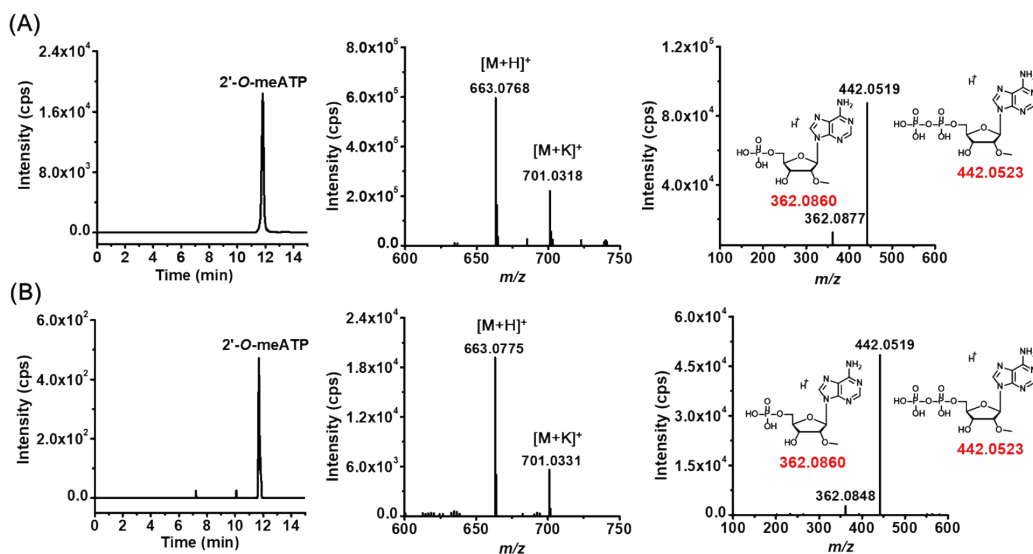 (A)
Intensity (cps)
2.4x10⁴
1.6x10⁴
8.0x10³
0.0
2'-O-meATP
0 2 4 6 8 10 12 14
Time (min)
Intensity (cps)
8.0x10⁵
6.0x10⁵
4.0x10⁵
2.0x10⁵
0.0
[M+H]⁺
663.0768
[M+K]⁺
701.0318
600 650 700 750
m/z
Intensity (cps)
1.2x10⁵
8.0x10⁴
4.0x10⁴
0.0
442.0519
362.0860
362.0877
442.0523
100 200 300 400 500 600
m/z
(B)
Intensity (cps)
6.0x10²
4.0x10²
2.0x10²
0.0
2'-O-meATP
0 2 4 6 8 10 12 14
Time (min)
Intensity (cps)
2.4x10⁴
1.8x10⁴
1.2x10⁴
6.0x10³
0.0
[M+H]⁺
663.0775
[M+K]⁺
701.0331
600 650 700 750
m/z
Intensity (cps)
6.0x10⁴
4.5x10⁴
3.0x10⁴
1.5x10⁴
0.0
442.0519
362.0860
362.0848
442.0523
100 200 300 400 500 600
m/z